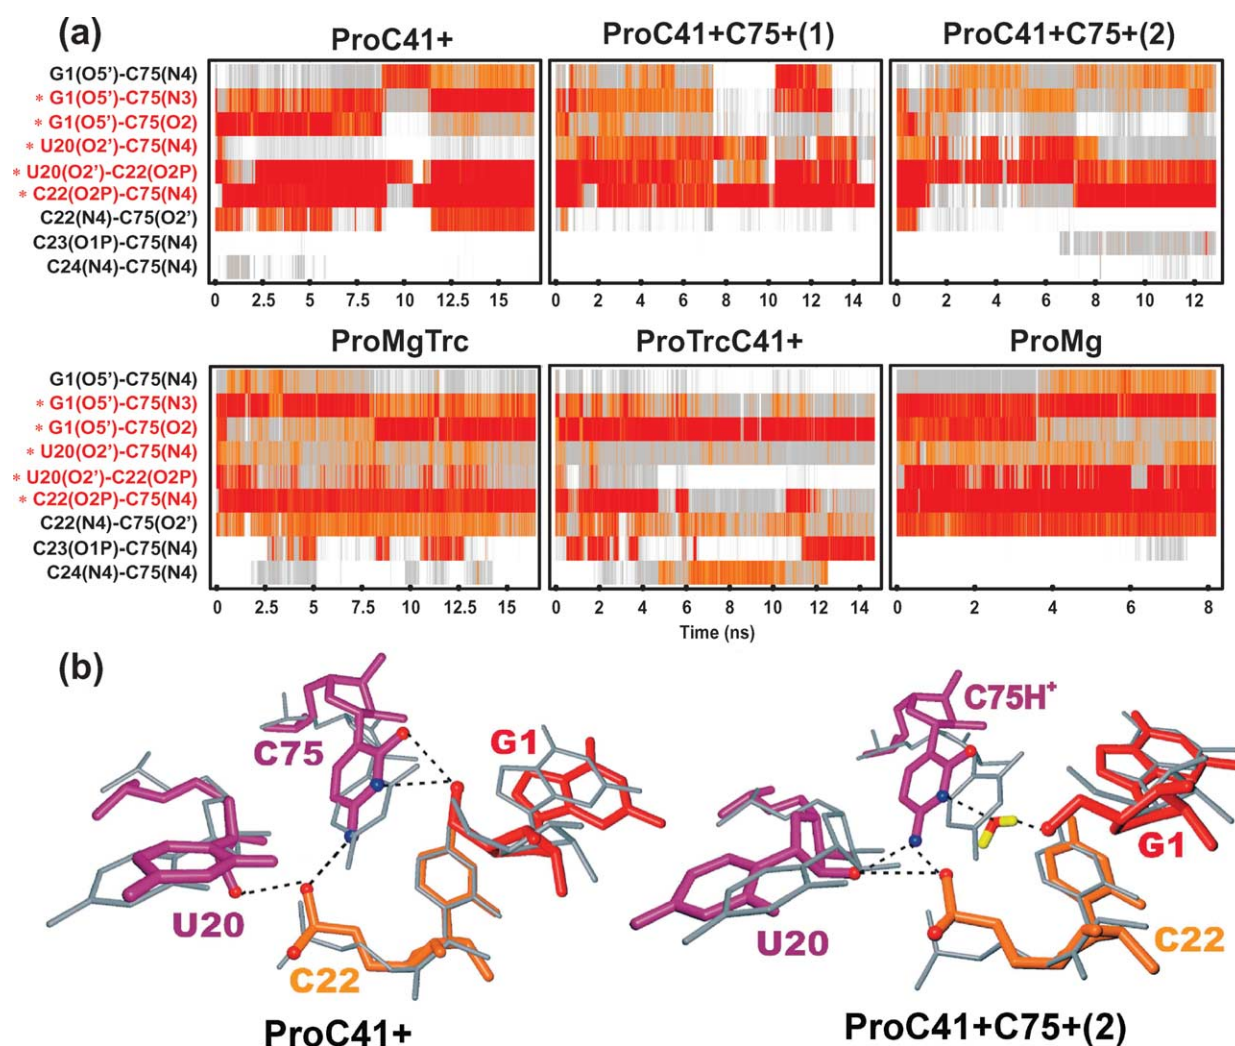 (a)
ProC41+
ProC41+C75+(1)
ProC41+C75+(2)
G1(O5')-C75(N4)
* G1(O5')-C75(N3)
* G1(O5')-C75(O2)
* U20(O2')-C75(N4)
* U20(O2')-C22(O2P)
* C22(O2P)-C75(N4)
C22(N4)-C75(O2')
C23(O1P)-C75(N4)
C24(N4)-C75(N4)
0 2.5 5 7.5 10 12.5 15
0 2 4 6 8 10 12 14
0 2 4 6 8 10 12
ProMgTrc
ProTrcC41+
ProMg
G1(O5')-C75(N4)
* G1(O5')-C75(N3)
* G1(O5')-C75(O2)
* U20(O2')-C75(N4)
* U20(O2')-C22(O2P)
* C22(O2P)-C75(N4)
C22(N4)-C75(O2')
C23(O1P)-C75(N4)
C24(N4)-C75(N4)
0 2.5 5 7.5 10 12.5 15
0 2 4 6 8 10 12 14
0 2 4 6 8
Time (ns)
(b)
C75
G1
U20
C22
ProC41+
C75H+
G1
U20
C22
ProC41+C75+(2)